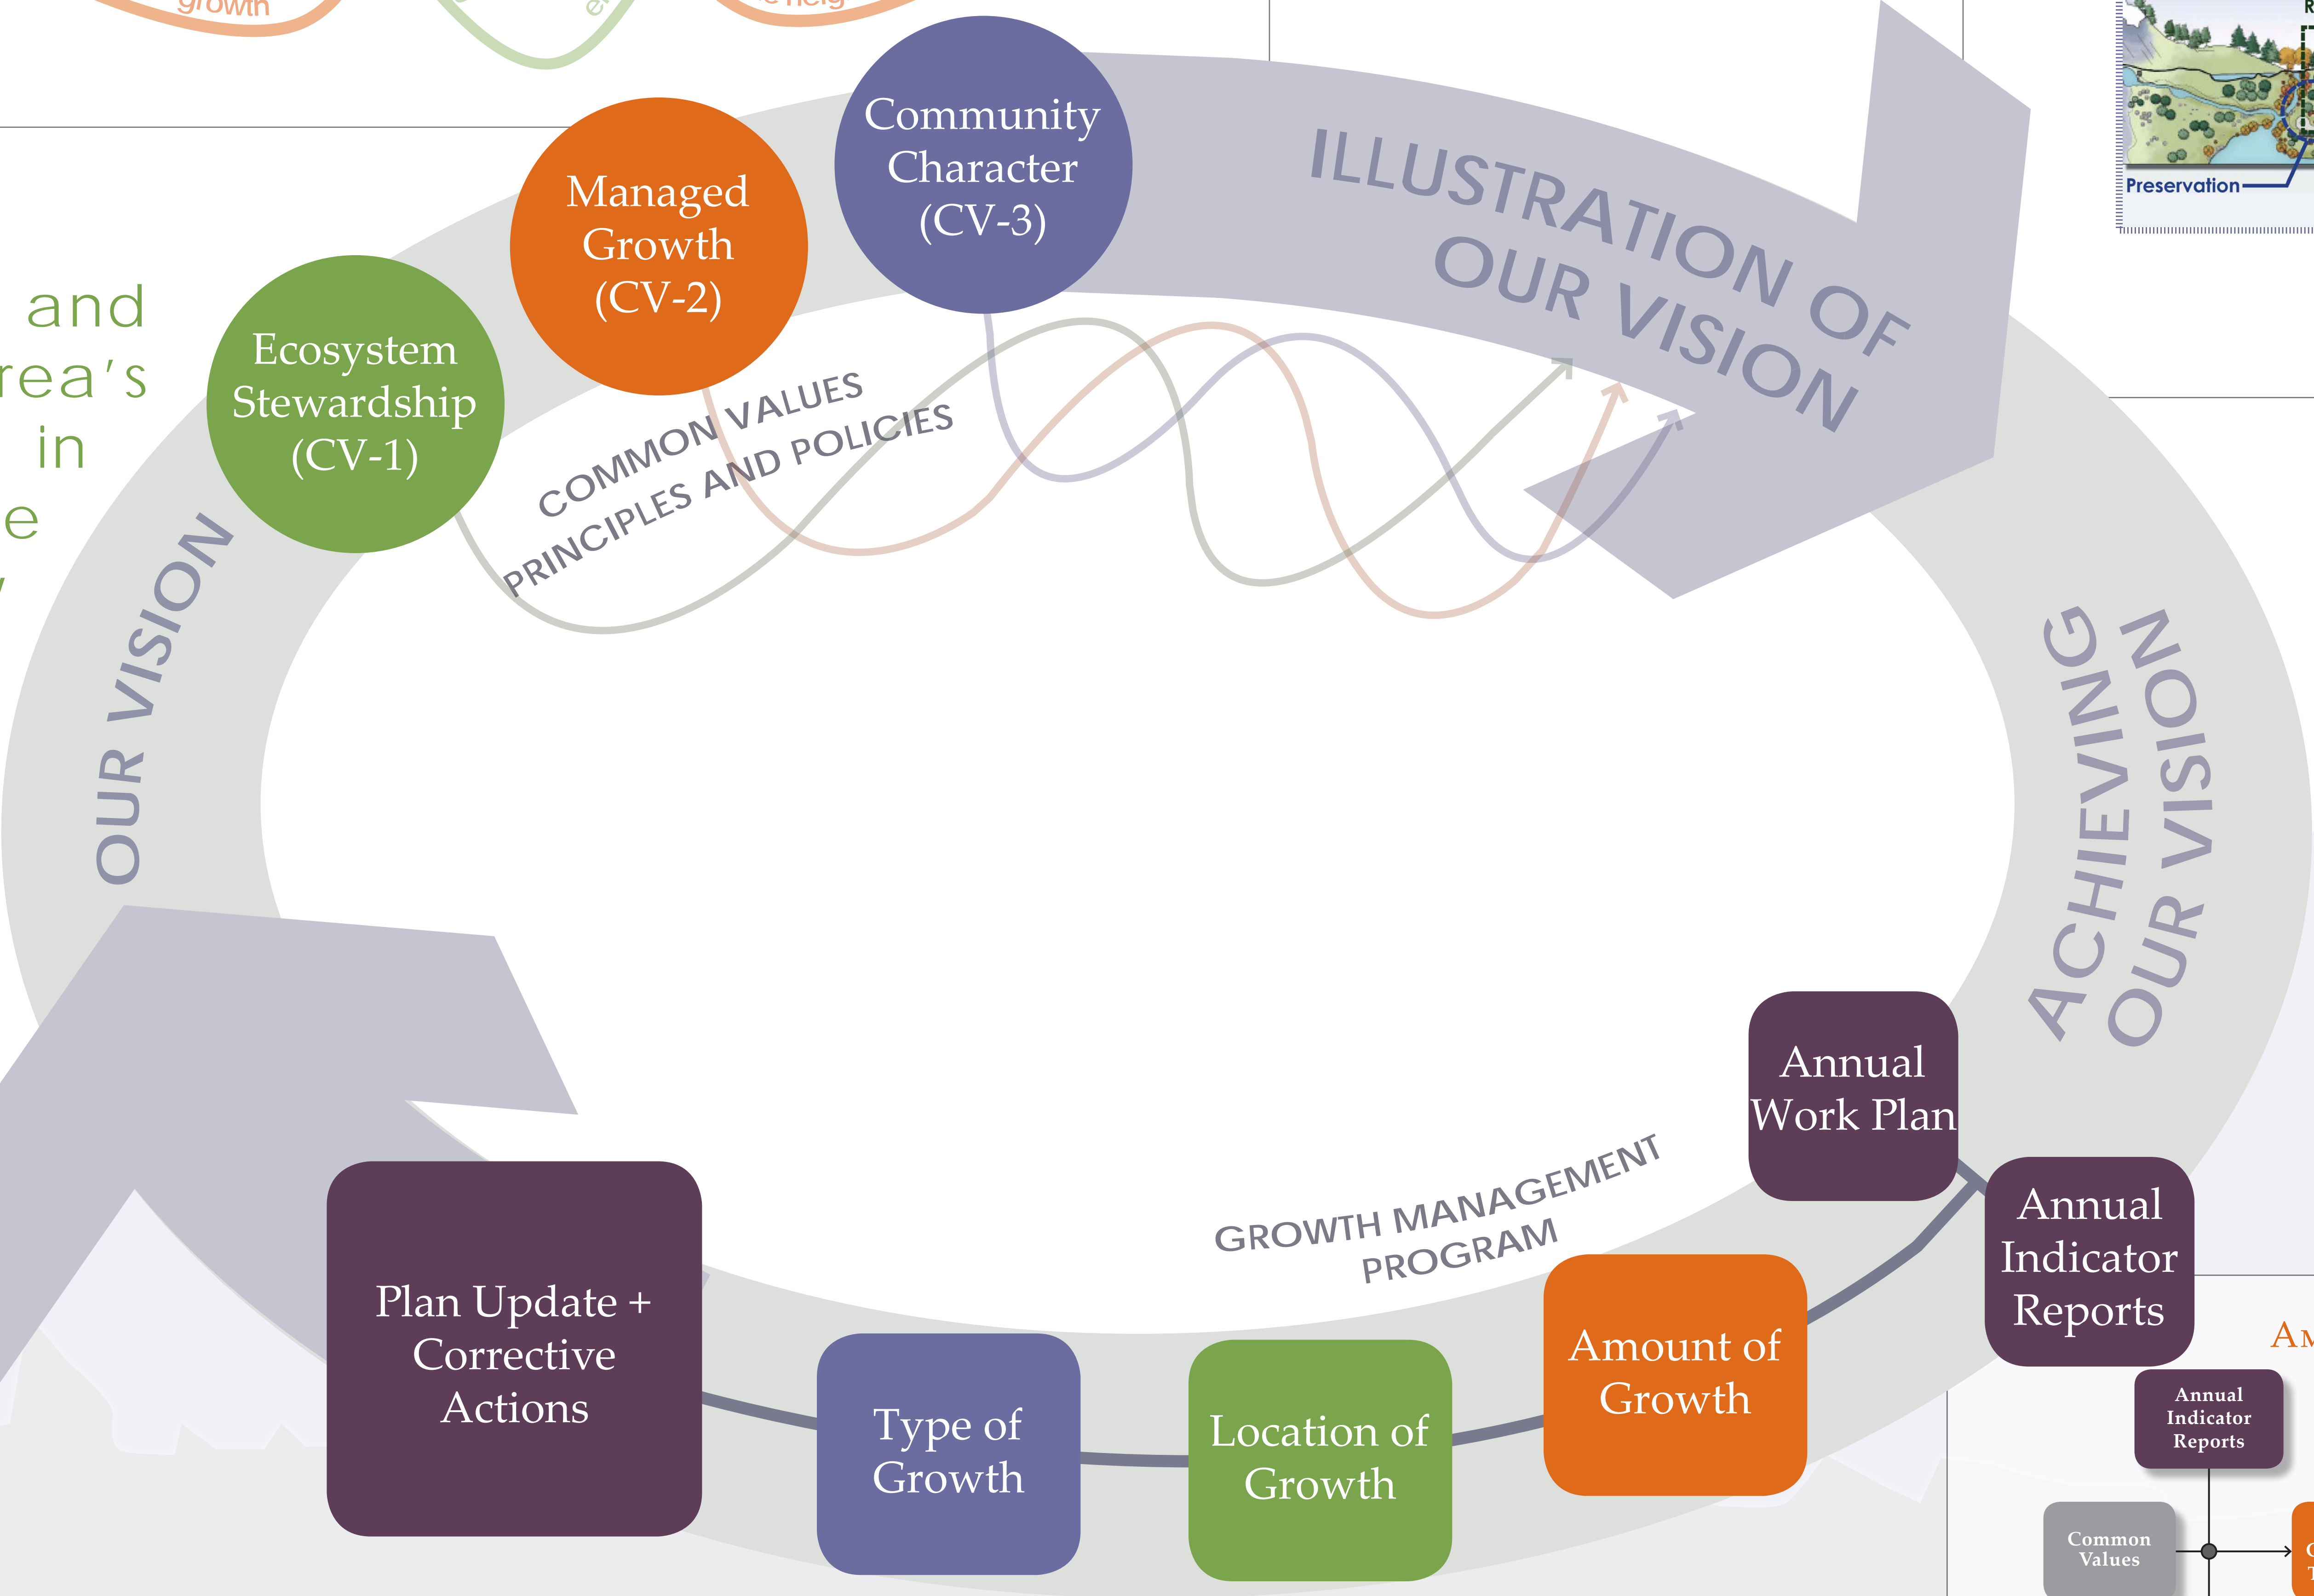 growth
and
rea's
in
Preservation
Community
Character
(CV-3)
Managed
Growth
(CV-2)
Ecosystem
Stewardship
(CV-1)
ILLUSTRATION OF
OUR VISION
COMMON VALUES
PRINCIPLES AND POLICIES
OUR VISION
ACHIEVING
OUR VISION
Annual
Work Plan
Annual
Indicator
Reports
GROWTH MANAGEMENT
PROGRAM
Amount of
Growth
Location of
Growth
Type of
Growth
Plan Update +
Corrective
Actions
Annual
Indicator
Reports
Common
Values